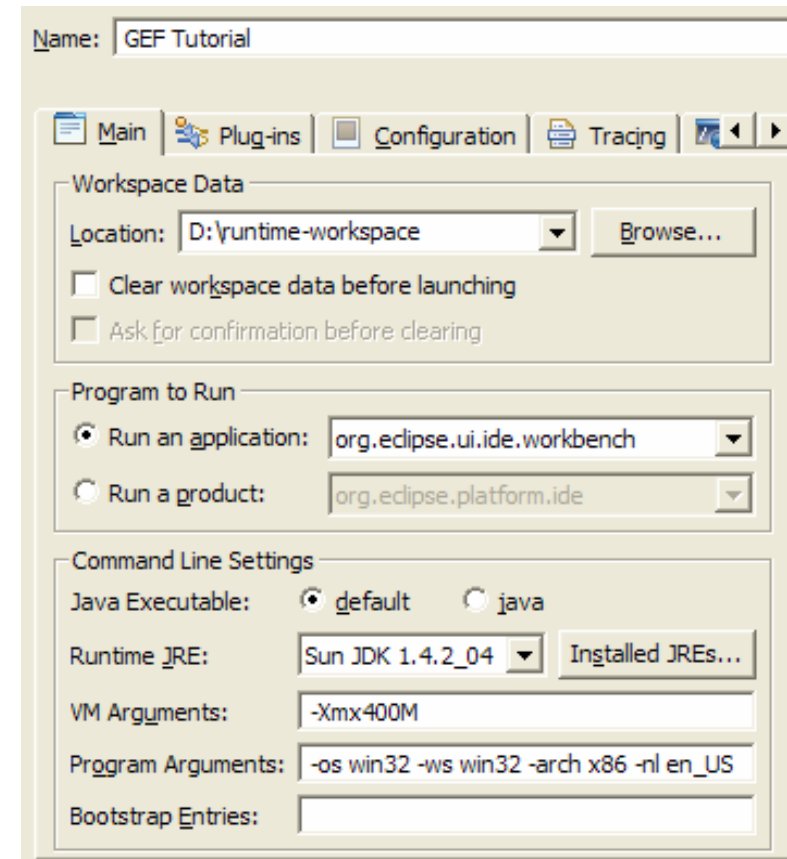 Name: GEF Tutorial
Main Plug-ins Configuration Tracing
Workspace Data
Location: D:\runtime-workspace Browse...
Clear workspace data before launching
Ask for confirmation before clearing
Program to Run
Run an application: org.eclipse.ui.ide.workbench
Run a product: org.eclipse.platform.ide
Command Line Settings
Java Executable: default java
Runtime JRE: Sun JDK 1.4.2_04 Installed JREs...
VM Arguments: -Xmx400M
Program Arguments: -os win32 -ws win32 -arch x86 -nl en_US
Bootstrap Entries: